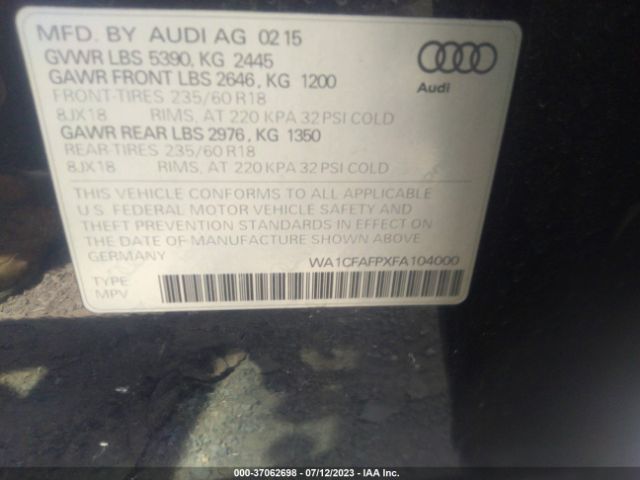 MFD. BY AUDI AG 02 15
GVWR LBS 5390, KG 2445
GAWR FRONT LBS 2646, KG 1200
FRONT-TIRES 235/60 R18
8JX18 RIMS, AT 220 KPA 32 PSI COLD
GAWR REAR LBS 2976, KG 1350
REAR-TIRES 235/60 R18
8JX18 RIMS, AT 220 KPA 32 PSI COLD
Audi
THIS VEHICLE CONFORMS TO ALL APPLICABLE
U.S. FEDERAL MOTOR VEHICLE SAFETY AND
THEFT PREVENTION STANDARDS IN EFFECT ON
THE DATE OF MANUFACTURE SHOWN ABOVE
GERMANY
WA1CFAFPXFA104000
TYPE
MPV
000-37062698 - 07/12/2023 - IAA Inc.